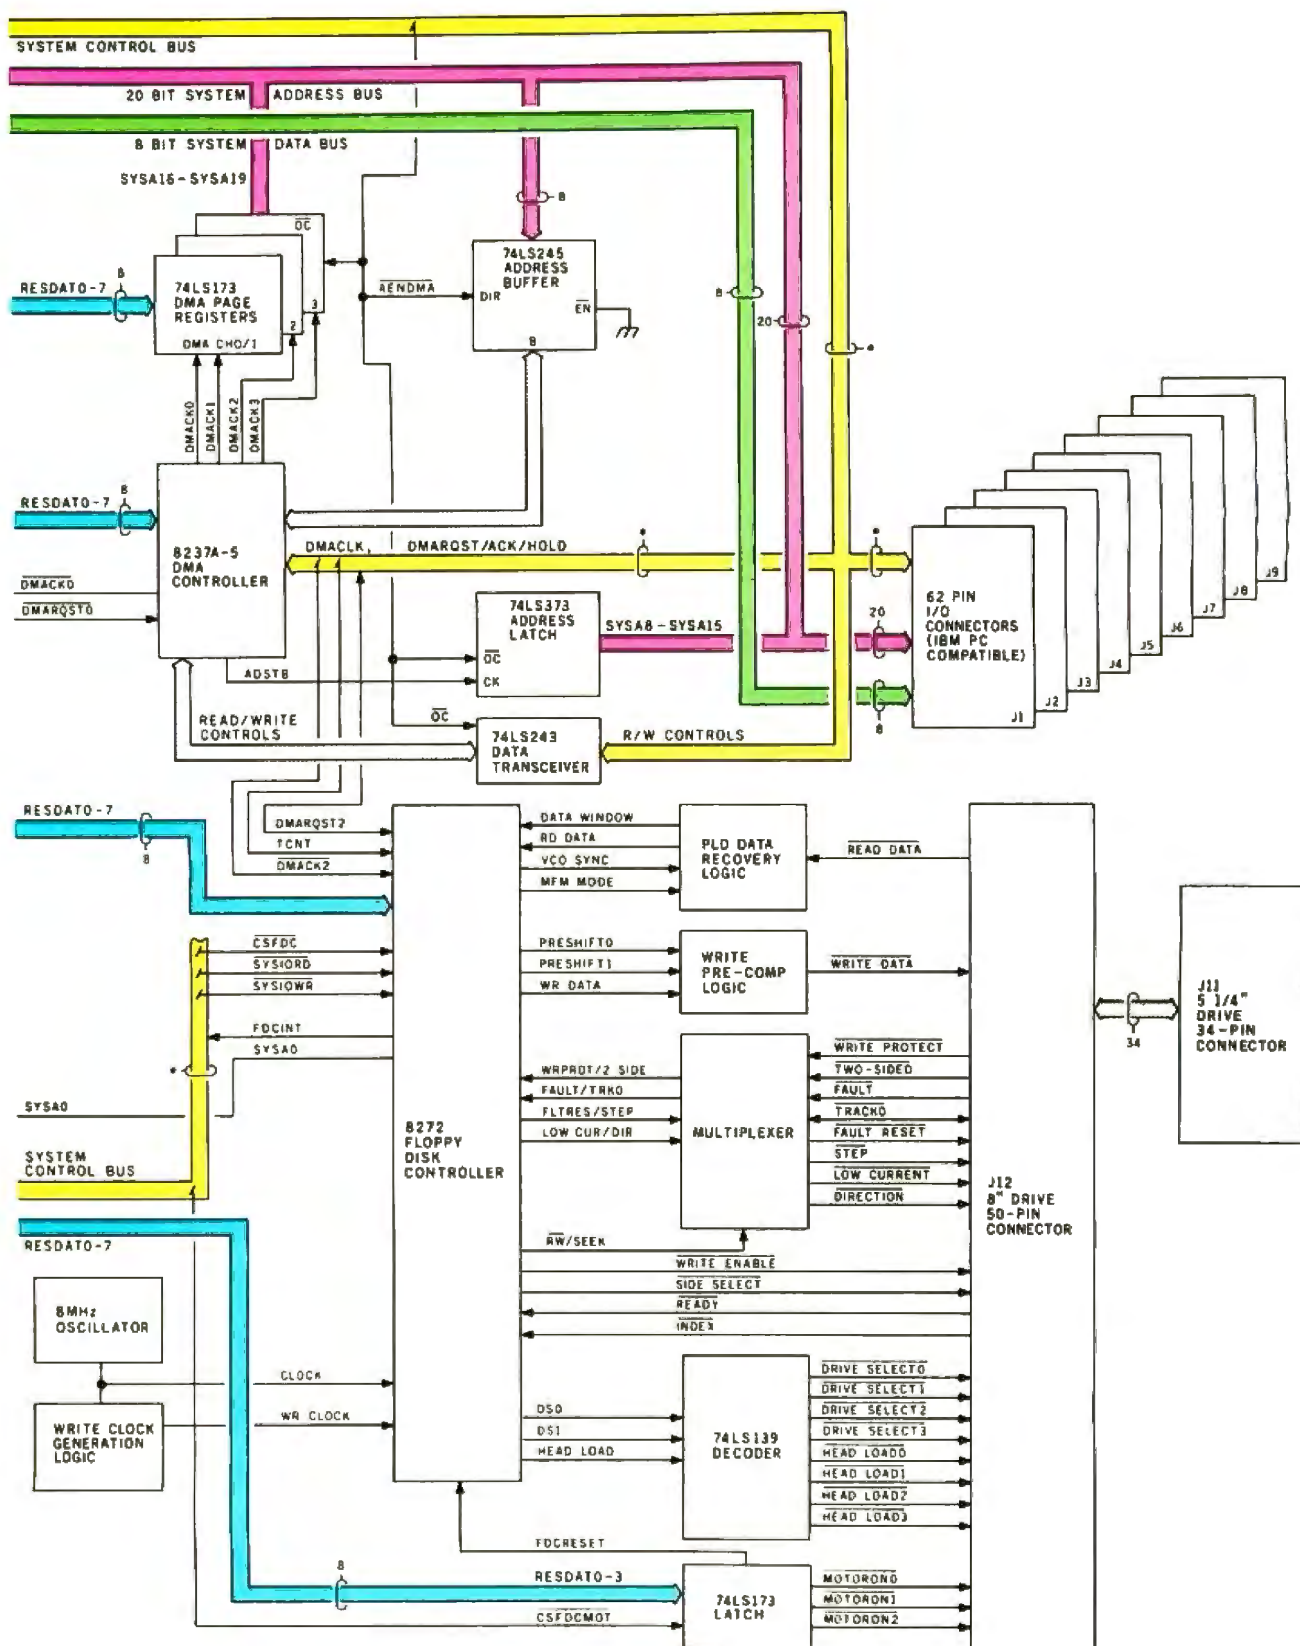 SYSTEM CONTROL BUS
20 BIT SYSTEM ADDRESS BUS
8 BIT SYSTEM DATA BUS
SYSA16-SYSA19
OC
8
74LS245
ADDRESS
BUFFER
DIR
EN
B
AENDMA
RESDAT0-7
8
74LS173
DMA PAGE
REGISTERS
DMA CH0/1
2
3
8
20
*
DMACK0
DMACK1
DMACK2
DMACK3
RESDAT0-7
8
8237A-5
DMA
CONTROLLER
DMACLK, DMARQST/ACK/HOLD
*
*
DMACK0
DMARQST0
74LS373
ADDRESS
LATCH
OC
CK
SYSA8-SYSA15
20
8
ADSTB
62 PIN
I/O
CONNECTORS
(IBM PC
COMPATIBLE)
J1
J2
J3
J4
J5
J6
J7
J8
J9
READ/WRITE
CONTROLS
OC
74LS243
DATA
TRANSCEIVER
R/W CONTROLS
RESDAT0-7
8
DMARQST2
TCNT
DMACK2
DATA WINDOW
RD DATA
VCO SYNC
MFM MODE
PLD DATA
RECOVERY
LOGIC
READ DATA
CSFDC
SYSIORD
SYSIOWR
FDCINT
SYSA0
PRESHIFT0
PRESHIFT1
WR DATA
WRITE
PRE-COMP
LOGIC
WRITE DATA
J11
5 1/4"
DRIVE
34-PIN
CONNECTOR
34
*
SYSA0
SYSTEM
CONTROL BUS
8272
FLOPPY
DISK
CONTROLLER
WRPROT/2 SIDE
FAULT/TRK0
FLTRES/STEP
LOW CUR/DIR
MULTIPLEXER
WRITE PROTECT
TWO-SIDED
FAULT
TRACK0
FAULT RESET
STEP
LOW CURRENT
DIRECTION
J12
8" DRIVE
50-PIN
CONNECTOR
RESDAT0-7
RW/SEEK
WRITE ENABLE
SIDE SELECT
READY
INDEX
8MHz
OSCILLATOR
CLOCK
WR CLOCK
WRITE CLOCK
GENERATION
LOGIC
DS0
DS1
HEAD LOAD
74LS139
DECODER
DRIVE SELECT0
DRIVE SELECT1
DRIVE SELECT2
DRIVE SELECT3
HEAD LOAD0
HEAD LOAD1
HEAD LOAD2
HEAD LOAD3
FDCRESET
8
RESDAT0-3
CSFDCMOT
74LS173
LATCH
MOTORON0
MOTORON1
MOTORON2